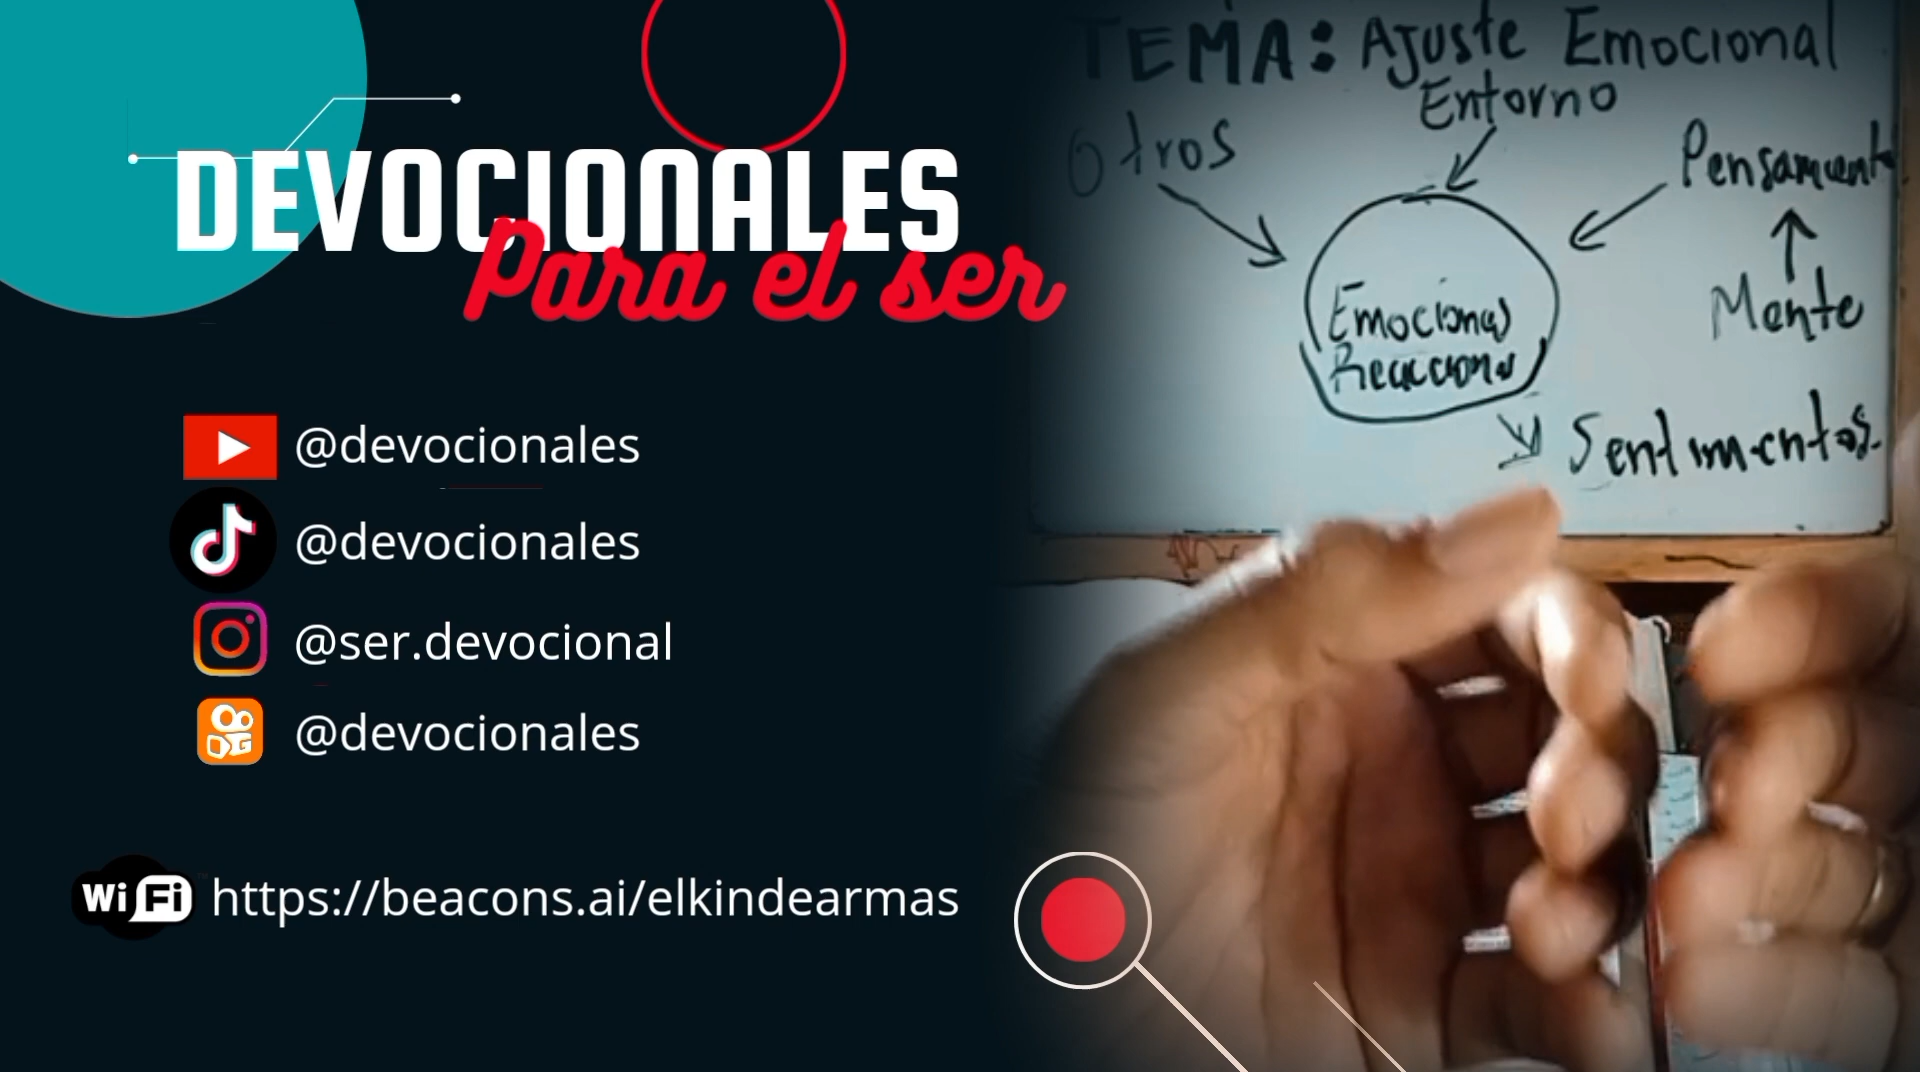 DEVOCIONALES
Para el ser
@devocionales
@devocionales
@ser.devocional
@devocionales
Wi Fi
https://beacons.ai/elkindearmas
TEMA: Ajuste Emocional
Entorno
Otros
Pensamient
Mente
Emociones
Reacciones
Sentimientos.